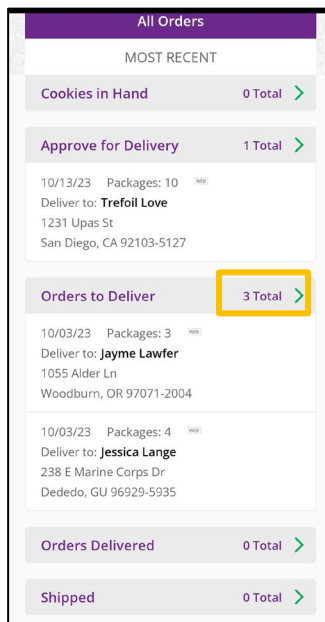 All Orders
MOST RECENT
Cookies in Hand 0 Total
Approve for Delivery 1 Total
10/13/23 Packages: 10 WEB
Deliver to: Trefoil Love
1231 Upas St
San Diego, CA 92103-5127
Orders to Deliver 3 Total
10/03/23 Packages: 3 WEB
Deliver to: Jayme Lawfer
1055 Alder Ln
Woodburn, OR 97071-2004
10/03/23 Packages: 4 WEB
Deliver to: Jessica Lange
238 E Marine Corps Dr
Dededo, GU 96929-5935
Orders Delivered 0 Total
Shipped 0 Total